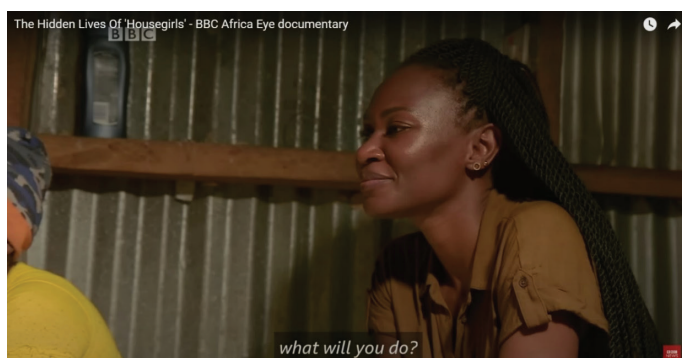 The Hidden Lives Of 'Housegirls' - BBC Africa Eye documentary
BBC
what will you do?